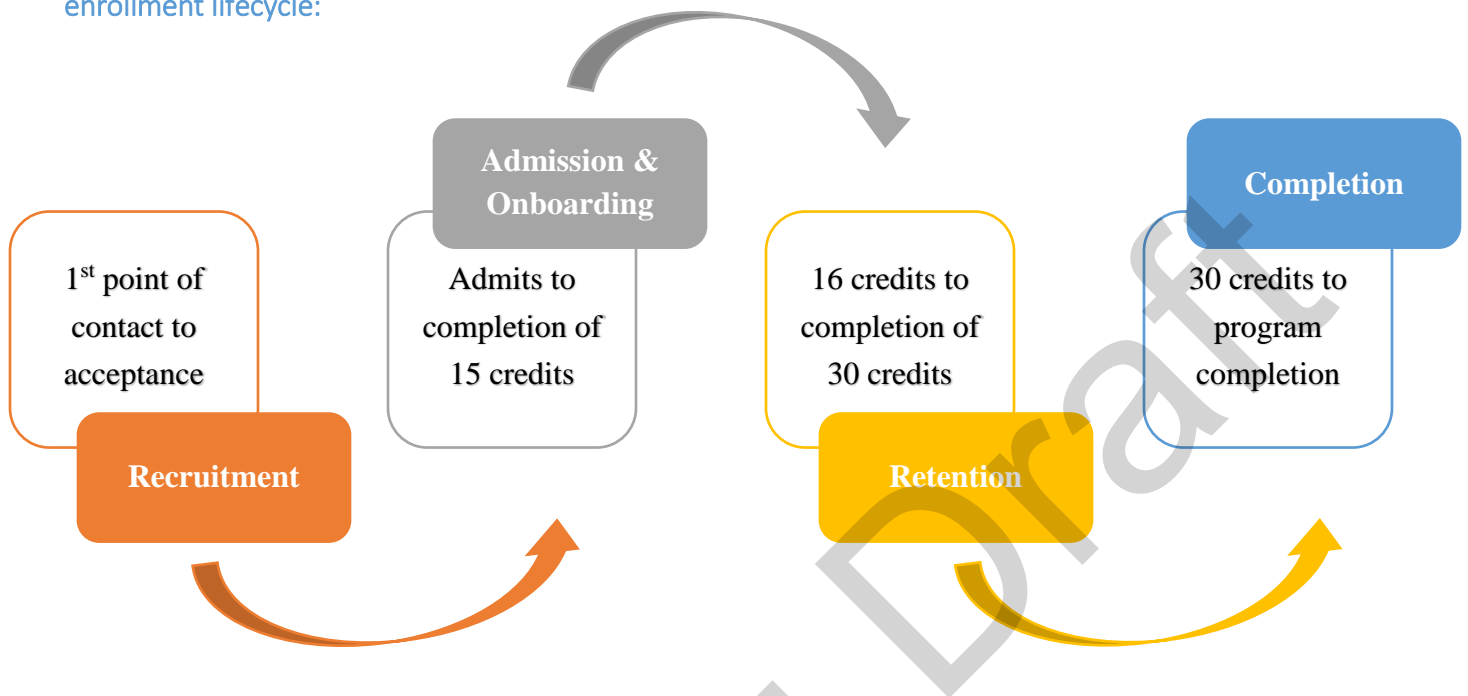 enrollment lifecycle:
1st point of
contact to
acceptance
Recruitment
Admission &
Onboarding
Admits to
completion of
15 credits
16 credits to
completion of
30 credits
Retention
Completion
30 credits to
program
completion
Draft